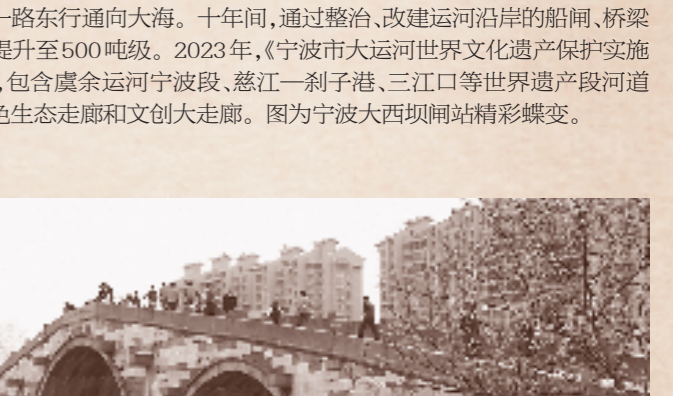 一路东行通向大海。十年间,通过整治、改建运河沿岸的船闸、桥梁
提升至500吨级。2023年,《宁波市大运河世界文化遗产保护实施
,包含虞余运河宁波段、慈江—刹子港、三江口等世界遗产段河道
色生态走廊和文创大走廊。图为宁波大西坝闸站精彩蝶变。